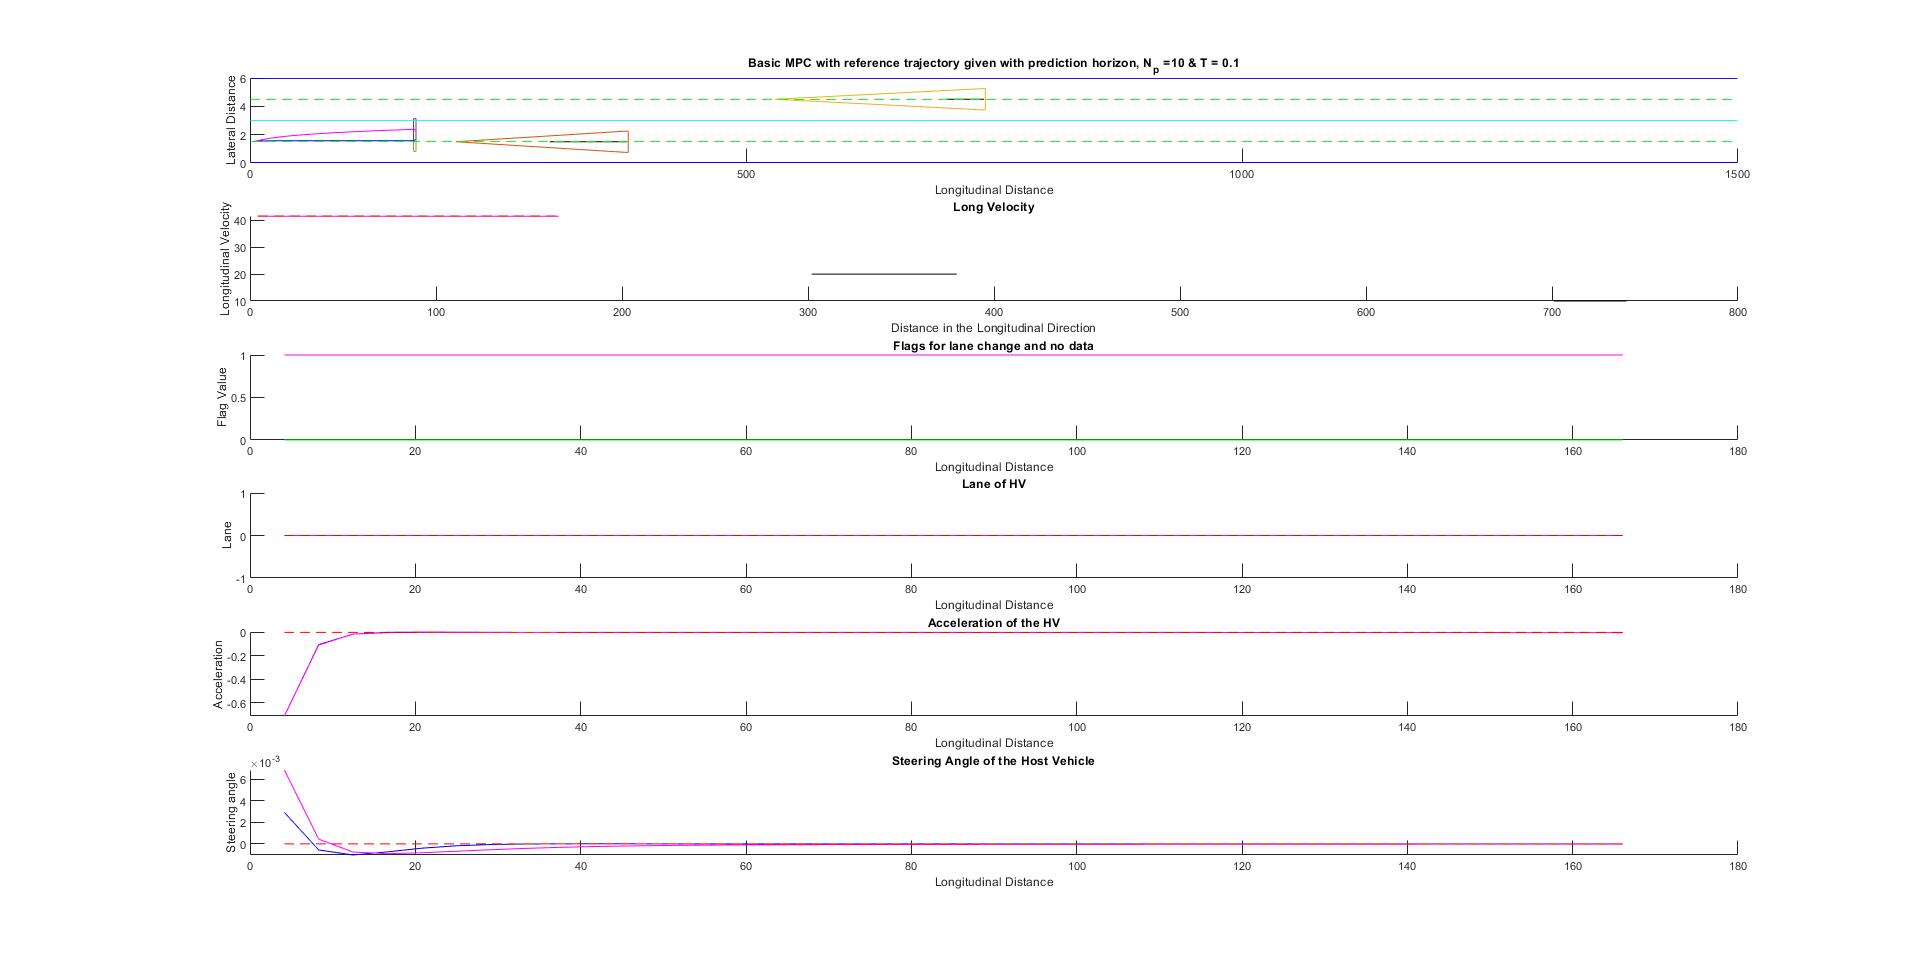 Basic MPC with reference trajectory given with prediction horizon, Np =10 & T = 0.1
Lateral Distance
6
4
2
0
0 500 1000 1500
Longitudinal Distance
Long Velocity
Longitudinal Velocity
40
30
20
10
0 100 200 300 400 500 600 700 800
Distance in the Longitudinal Direction
Flags for lane change and no data
Flag Value
1
0.5
0
0 20 40 60 80 100 120 140 160 180
Longitudinal Distance
Lane of HV
Lane
1
0
-1
0 20 40 60 80 100 120 140 160 180
Longitudinal Distance
Acceleration of the HV
Acceleration
0
-0.2
-0.4
-0.6
0 20 40 60 80 100 120 140 160 180
Longitudinal Distance
Steering Angle of the Host Vehicle
×10-3
Steering angle
6
4
2
0
0 20 40 60 80 100 120 140 160 180
Longitudinal Distance